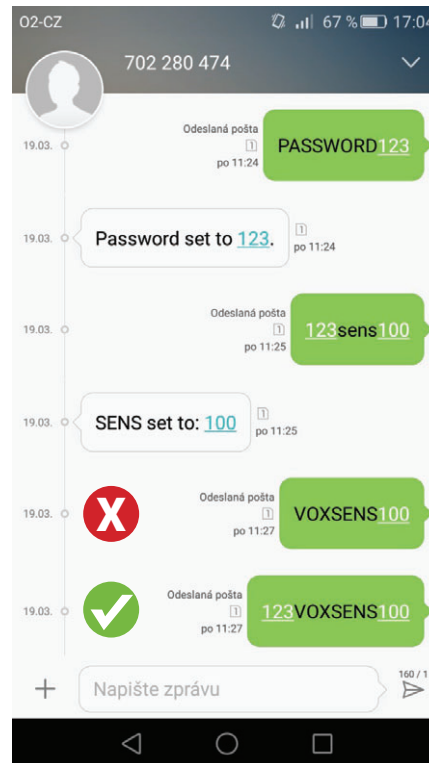 O2-CZ 67 % 17:04
702 280 474
Odeslaná pošta
19.03. 1 PASSWORD123
po 11:24
19.03. Password set to 123. 1
po 11:24
Odeslaná pošta
19.03. 1 123sens100
po 11:25
19.03. SENS set to: 100 1
po 11:25
Odeslaná pošta
19.03. X 1 VOXSENS100
po 11:27
Odeslaná pošta
19.03. 1 123VOXSENS100
po 11:27
160 / 1
Napište zprávu